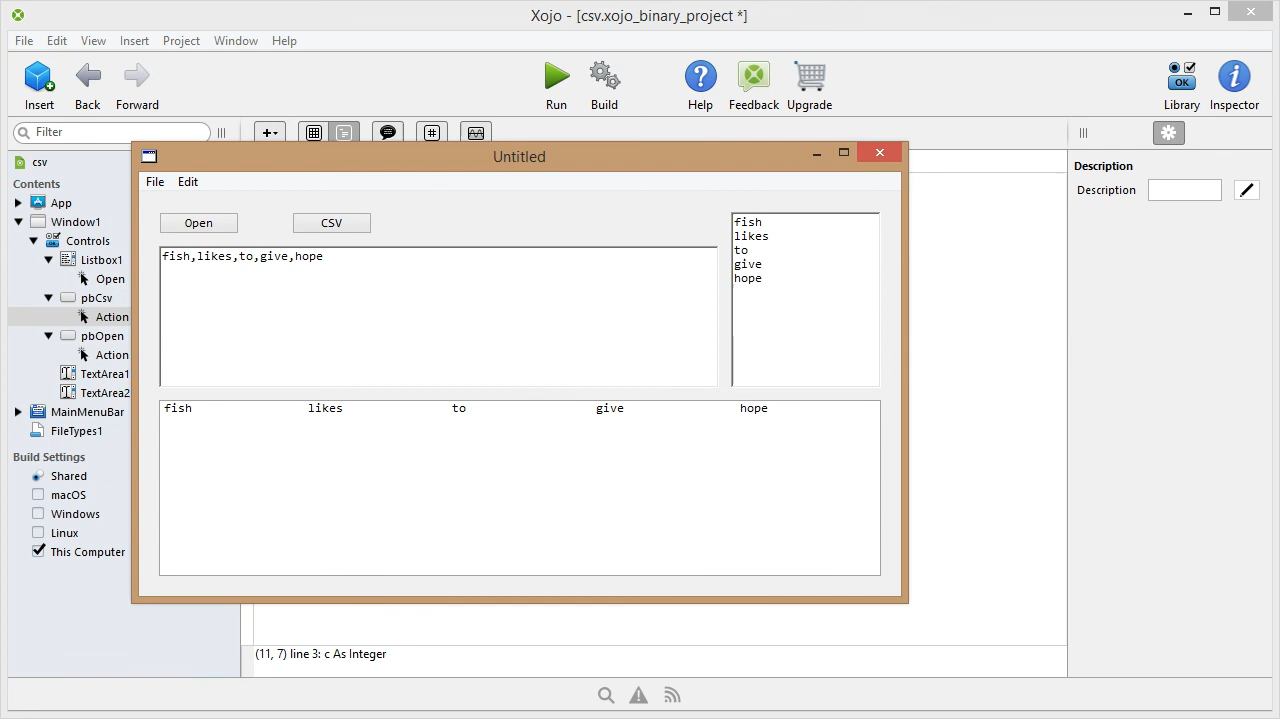 Xojo - [csv.xojo_binary_project *]
File Edit View Insert Project Window Help
Insert Back Forward Run Build Help Feedback Upgrade Library Inspector
OK
Filter
csv
Contents
App
Window1
Controls
Listbox1
Open
pbCsv
Action
pbOpen
Action
TextArea1
TextArea2
MainMenuBar
FileTypes1
Build Settings
Shared
macOS
Windows
Linux
This Computer
Untitled
File Edit
Open CSV
fish,likes,to,give,hope
fish
likes
to
give
hope
fish likes to give hope
(11, 7) line 3: c As Integer
Description
Description